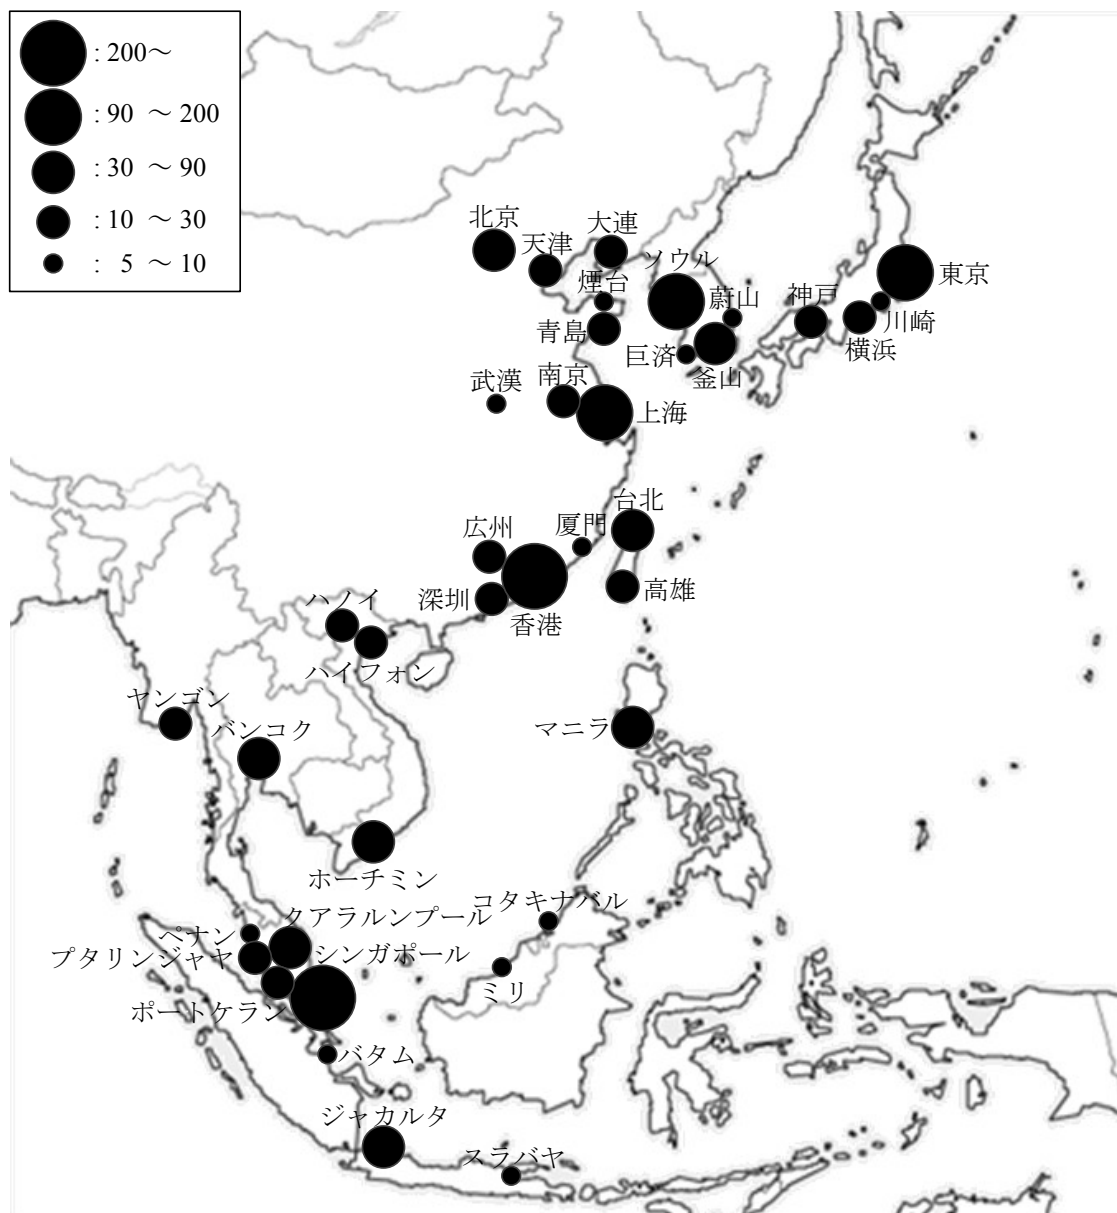 : 200～
: 90 ～ 200
: 30 ～ 90
: 10 ～ 30
: 5 ～ 10
北京
大連
天津
ソウル
東京
煙台
蔚山
神戸
川崎
青島
巨済
横浜
釜山
武漢
南京
上海
台北
広州
厦門
深圳
高雄
ハノイ
香港
ハイフォン
ヤンゴン
バンコク
マニラ
ホーチミン
コタキナバル
クアラルンプール
ペナン
プタリンジャヤ
シンガポール
ミリ
ポートケラン
バタム
ジャカルタ
スラバヤ